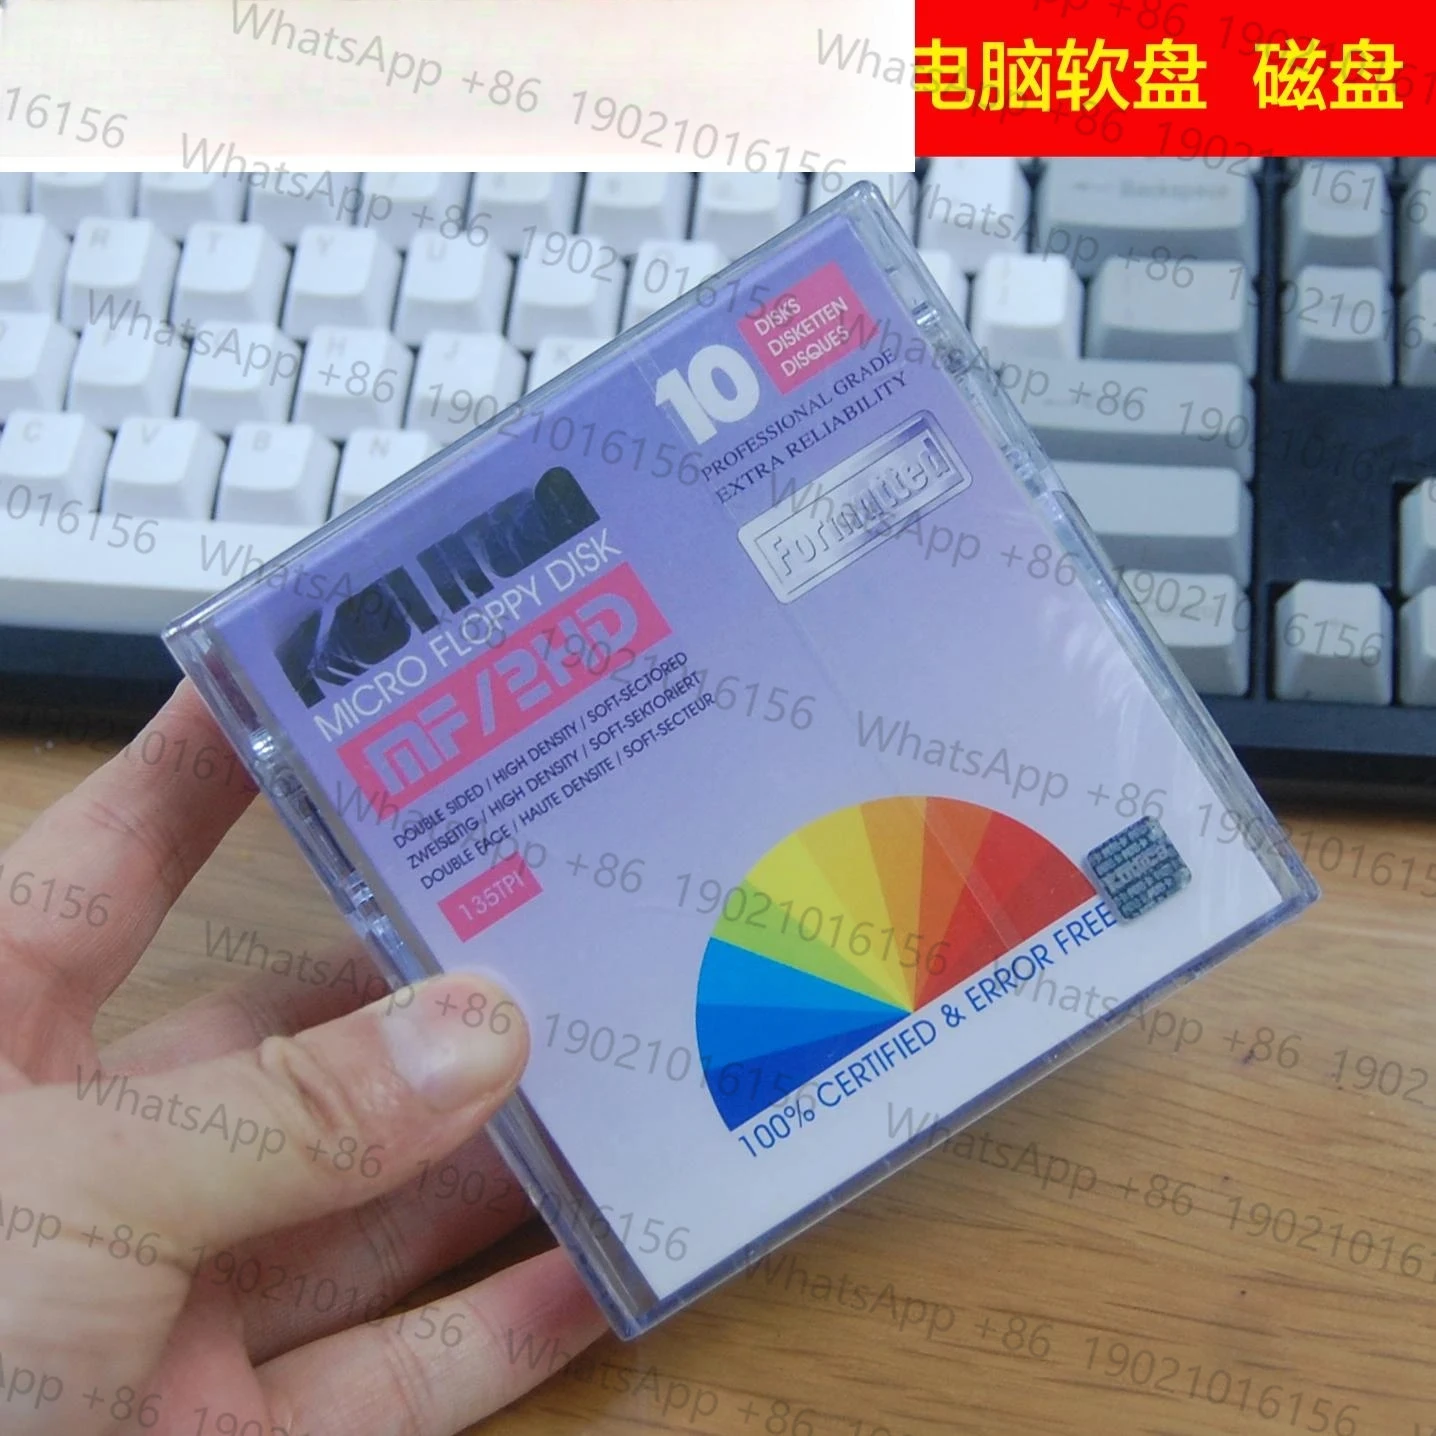 电脑软盘 磁盘
10
DISKS
DISKETTEN
DISQUES
PROFESSIONAL GRADE
EXTRA RELIABILITY
Formatted
MICRO FLOPPY DISK
MF/2HD
DOUBLE SIDED / HIGH DENSITY / SOFT-SECTORED
ZWEISEITIG / HIGH DENSITY / SOFT-SEKTORIERT
DOUBLE FACE / HAUTE DENSITE / SOFT-SECTEUR
135TPI
100% CERTIFIED & ERROR FREE
WhatsApp +86 19021016156
Backspace
R T Y U
H J K
C V B N